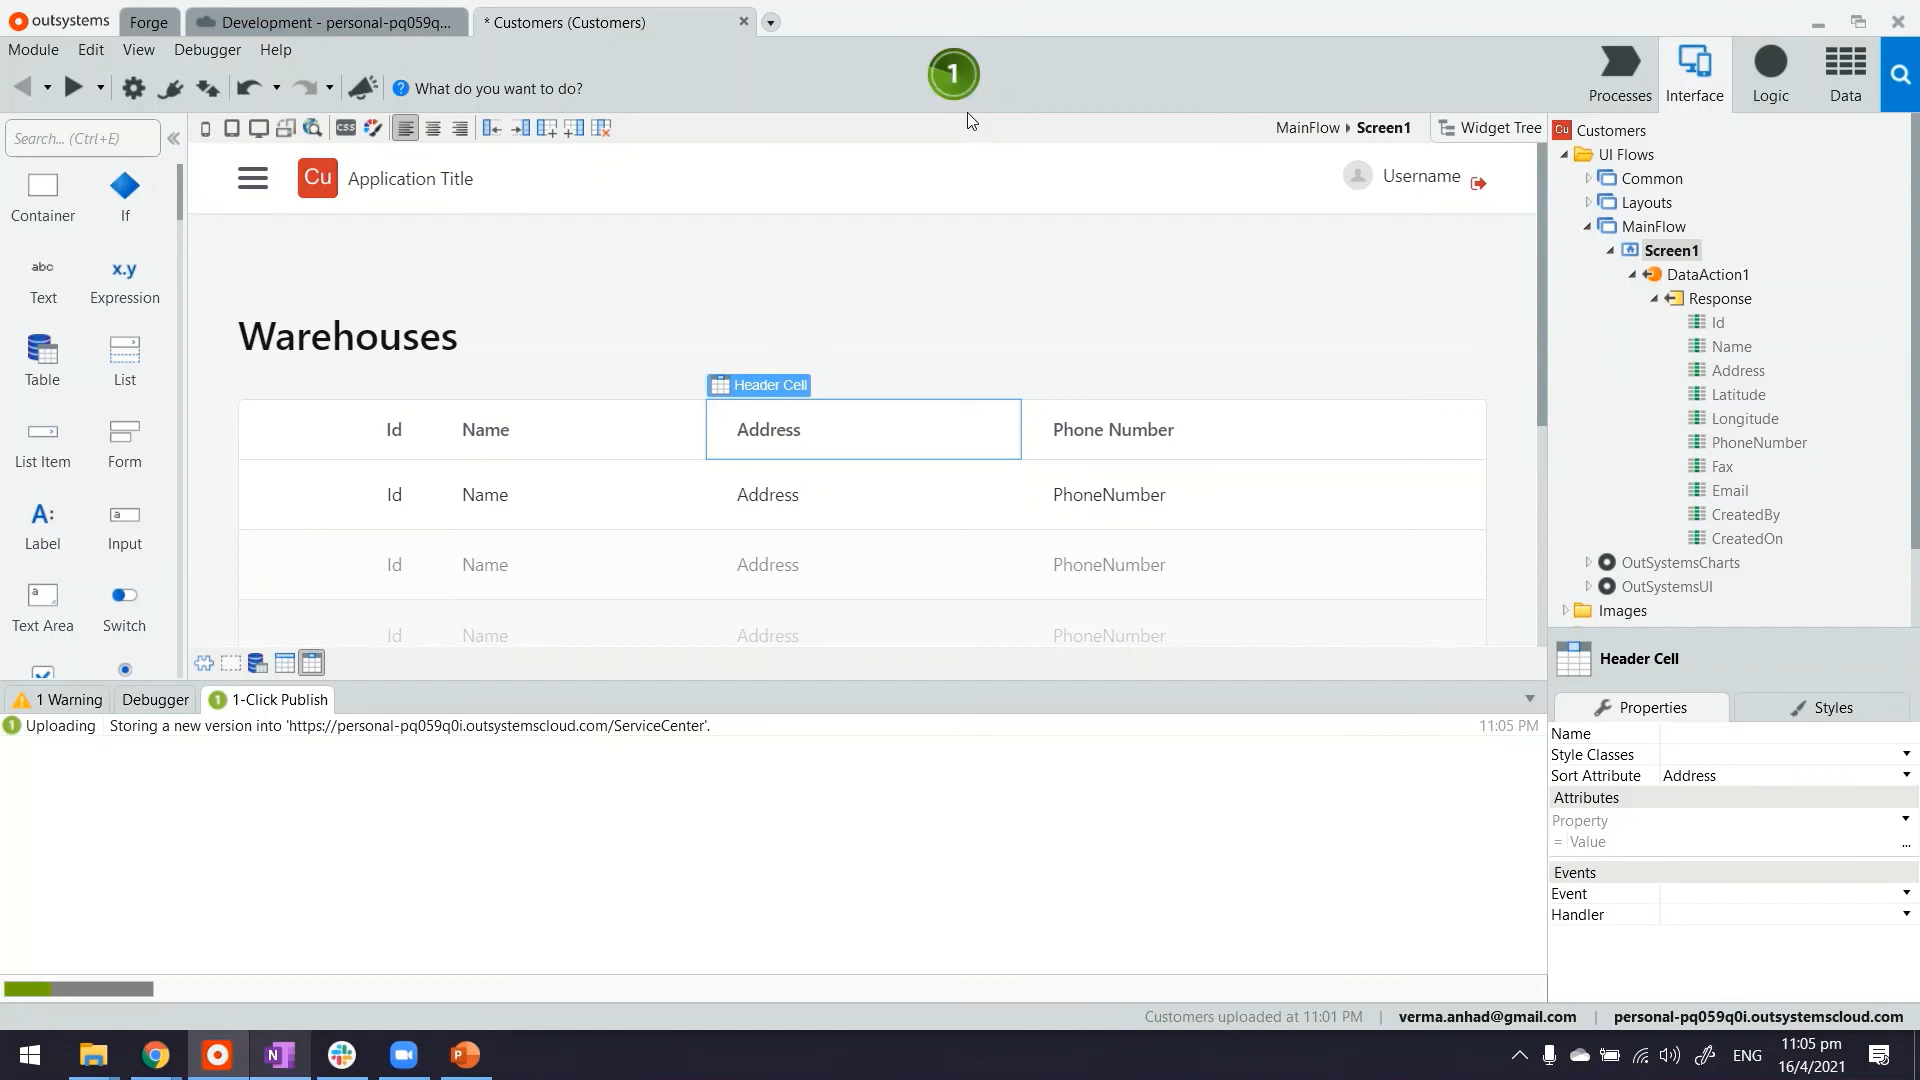 outsystems
Forge
Development - personal-pq059q...
* Customers (Customers)
Module Edit View Debugger Help
What do you want to do?
1
Processes
Interface
Logic
Data
Search... (Ctrl+E)
CSS
MainFlow
Screen1
Widget Tree
Container
If
abc
Text
x.y
Expression
Table
List
List Item
Form
A:
Label
a
Input
a
Text Area
Switch
Cu
Application Title
Username
Warehouses
Header Cell
Id Name Address Phone Number
Id Name Address PhoneNumber
Id Name Address PhoneNumber
Id Name Address PhoneNumber
Cu Customers
UI Flows
Common
Layouts
MainFlow
Screen1
DataAction1
Response
Id
Name
Address
Latitude
Longitude
PhoneNumber
Fax
Email
CreatedBy
CreatedOn
OutSystemsCharts
OutSystemsUI
Images
Header Cell
Properties
Styles
Name
Style Classes
Sort Attribute Address
Attributes
Property
= Value
...
Events
Event
Handler
1 Warning
Debugger
1 1-Click Publish
1 Uploading Storing a new version into 'https://personal-pq059q0i.outsystemscloud.com/ServiceCenter'. 11:05 PM
Customers uploaded at 11:01 PM | verma.anhad@gmail.com | personal-pq059q0i.outsystemscloud.com
N
P
ENG
11:05 pm
16/4/2021